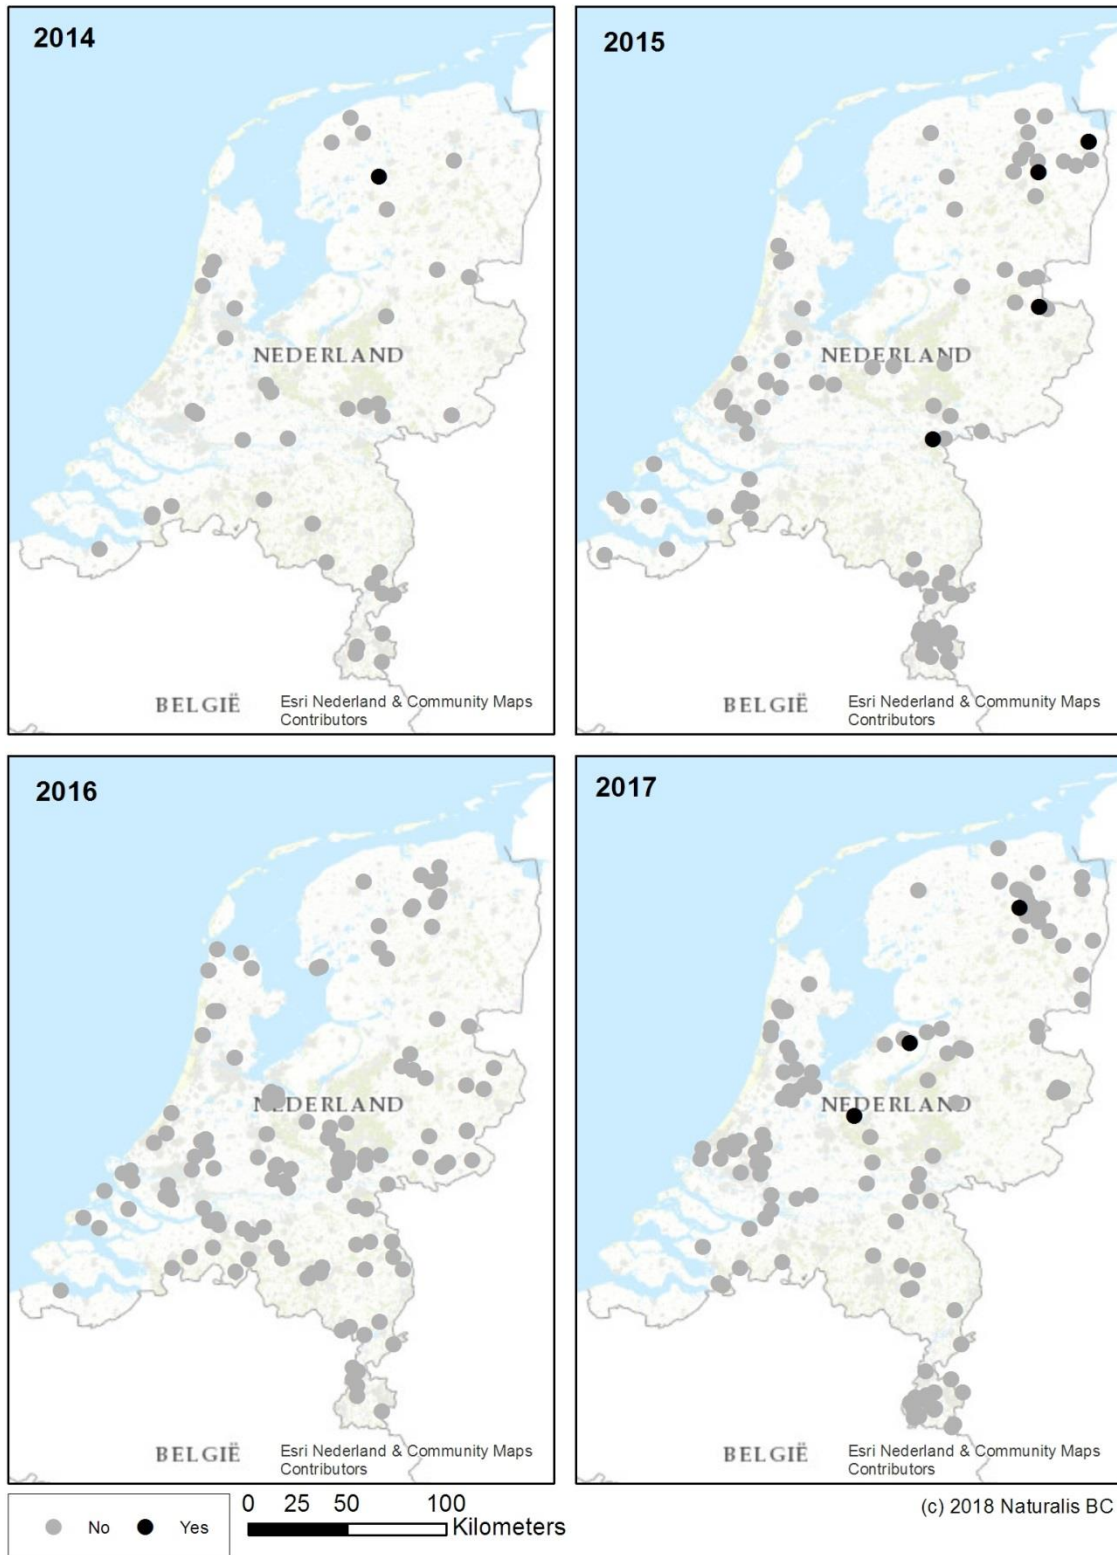 2014
2015
NEDERLAND
NEDERLAND
BELGIË
Esri Nederland & Community Maps
Contributors
BELGIË
Esri Nederland & Community Maps
Contributors
2016
2017
NEDERLAND
NEDERLAND
BELGIË
Esri Nederland & Community Maps
Contributors
BELGIË
Esri Nederland & Community Maps
Contributors
No Yes
0 25 50 100
Kilometers
(c) 2018 Naturalis BC